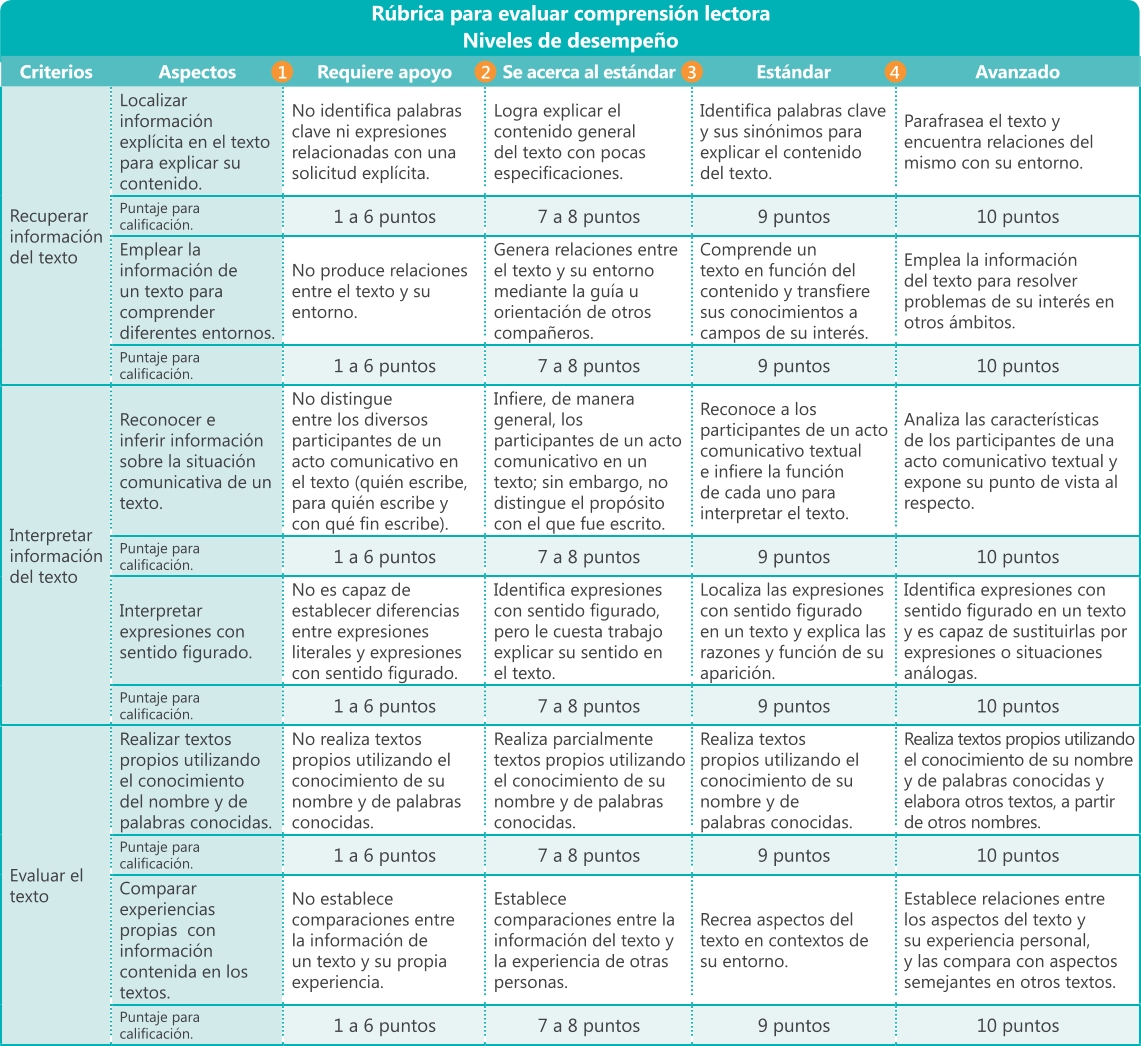 Rúbrica para evaluar comprensión lectora
Niveles de desempeño
Criterios Aspectos 1 Requiere apoyo 2 Se acerca al estándar 3 Estándar 4 Avanzado
Recuperar
información
del texto
Localizar
información
explícita en el texto
para explicar su
contenido.
No identifica palabras
clave ni expresiones
relacionadas con una
solicitud explícita.
Logra explicar el
contenido general
del texto con pocas
especificaciones.
Identifica palabras clave
y sus sinónimos para
explicar el contenido
del texto.
Parafrasea el texto y
encuentra relaciones del
mismo con su entorno.
Puntaje para
calificación.
1 a 6 puntos
7 a 8 puntos
9 puntos
10 puntos
Emplear la
información de
un texto para
comprender
diferentes entornos.
No produce relaciones
entre el texto y su
entorno.
Genera relaciones entre
el texto y su entorno
mediante la guía u
orientación de otros
compañeros.
Comprende un
texto en función del
contenido y transfiere
sus conocimientos a
campos de su interés.
Emplea la información
del texto para resolver
problemas de su interés en
otros ámbitos.
Puntaje para
calificación.
1 a 6 puntos
7 a 8 puntos
9 puntos
10 puntos
Interpretar
información
del texto
Reconocer e
inferir información
sobre la situación
comunicativa de un
texto.
No distingue
entre los diversos
participantes de un
acto comunicativo en
el texto (quién escribe,
para quién escribe y
con qué fin escribe).
Infiere, de manera
general, los
participantes de un acto
comunicativo en un
texto; sin embargo, no
distingue el propósito
con el que fue escrito.
Reconoce a los
participantes de un acto
comunicativo textual
e infiere la función
de cada uno para
interpretar el texto.
Analiza las características
de los participantes de una
acto comunicativo textual y
expone su punto de vista al
respecto.
Puntaje para
calificación.
1 a 6 puntos
7 a 8 puntos
9 puntos
10 puntos
Interpretar
expresiones con
sentido figurado.
No es capaz de
establecer diferencias
entre expresiones
literales y expresiones
con sentido figurado.
Identifica expresiones
con sentido figurado,
pero le cuesta trabajo
explicar su sentido en
el texto.
Localiza las expresiones
con sentido figurado
en un texto y explica las
razones y función de su
aparición.
Identifica expresiones con
sentido figurado en un texto
y es capaz de sustituirlas por
expresiones o situaciones
análogas.
Puntaje para
calificación.
1 a 6 puntos
7 a 8 puntos
9 puntos
10 puntos
Evaluar el
texto
Realizar textos
propios utilizando
el conocimiento
del nombre y de
palabras conocidas.
No realiza textos
propios utilizando el
conocimiento de su
nombre y de palabras
conocidas.
Realiza parcialmente
textos propios utilizando
el conocimiento de su
nombre y de palabras
conocidas.
Realiza textos
propios utilizando el
conocimiento de su
nombre y de
palabras conocidas.
Realiza textos propios utilizando
el conocimiento de su nombre
y de palabras conocidas y
elabora otros textos, a partir
de otros nombres.
Puntaje para
calificación.
1 a 6 puntos
7 a 8 puntos
9 puntos
10 puntos
Comparar
experiencias
propias con
información
contenida en los
textos.
No establece
comparaciones entre
la información de
un texto y su propia
experiencia.
Establece
comparaciones entre la
información del texto y
la experiencia de otras
personas.
Recrea aspectos del
texto en contextos de
su entorno.
Establece relaciones entre
los aspectos del texto y
su experiencia personal,
y las compara con aspectos
semejantes en otros textos.
Puntaje para
calificación.
1 a 6 puntos
7 a 8 puntos
9 puntos
10 puntos